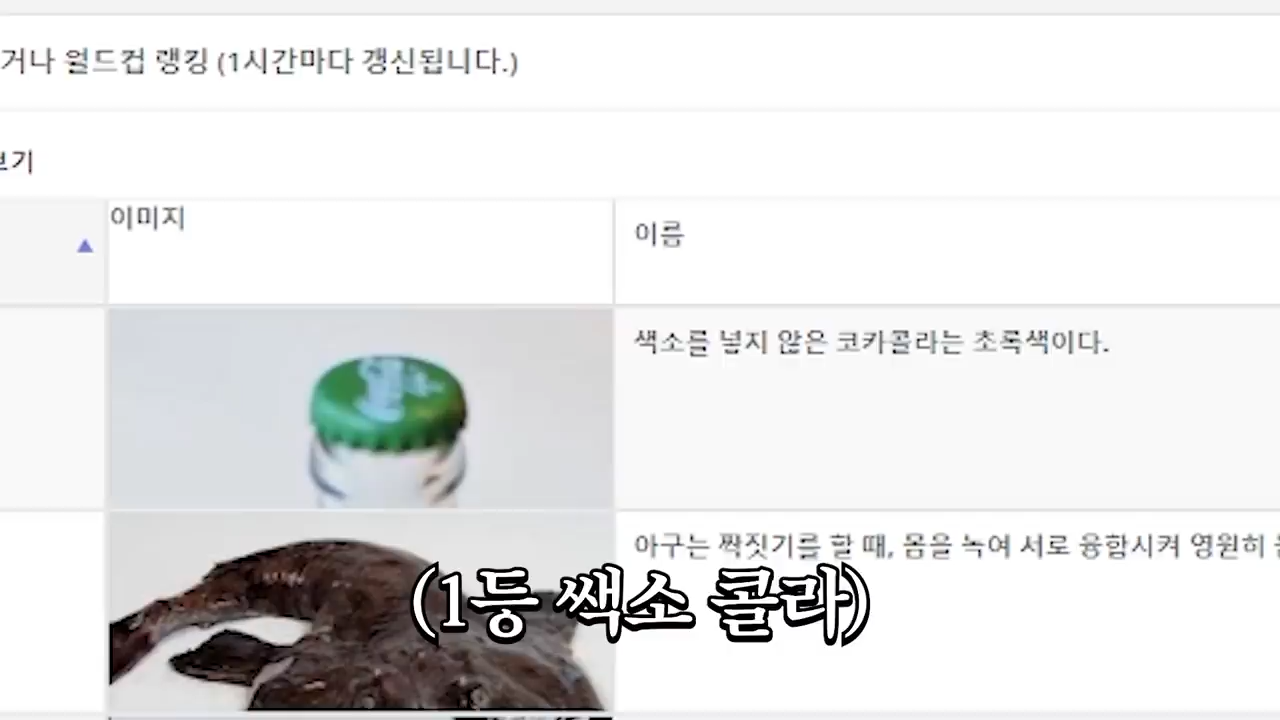 거나 월드컵 랭킹 (1시간마다 갱신됩니다.)
보기
이미지
이름
색소를 넣지 않은 코카콜라는 초록색이다.
아구는 짝짓기를 할 때, 몸을 녹여 서로 융합시켜 영원히
(1등 쌕소 콜라)